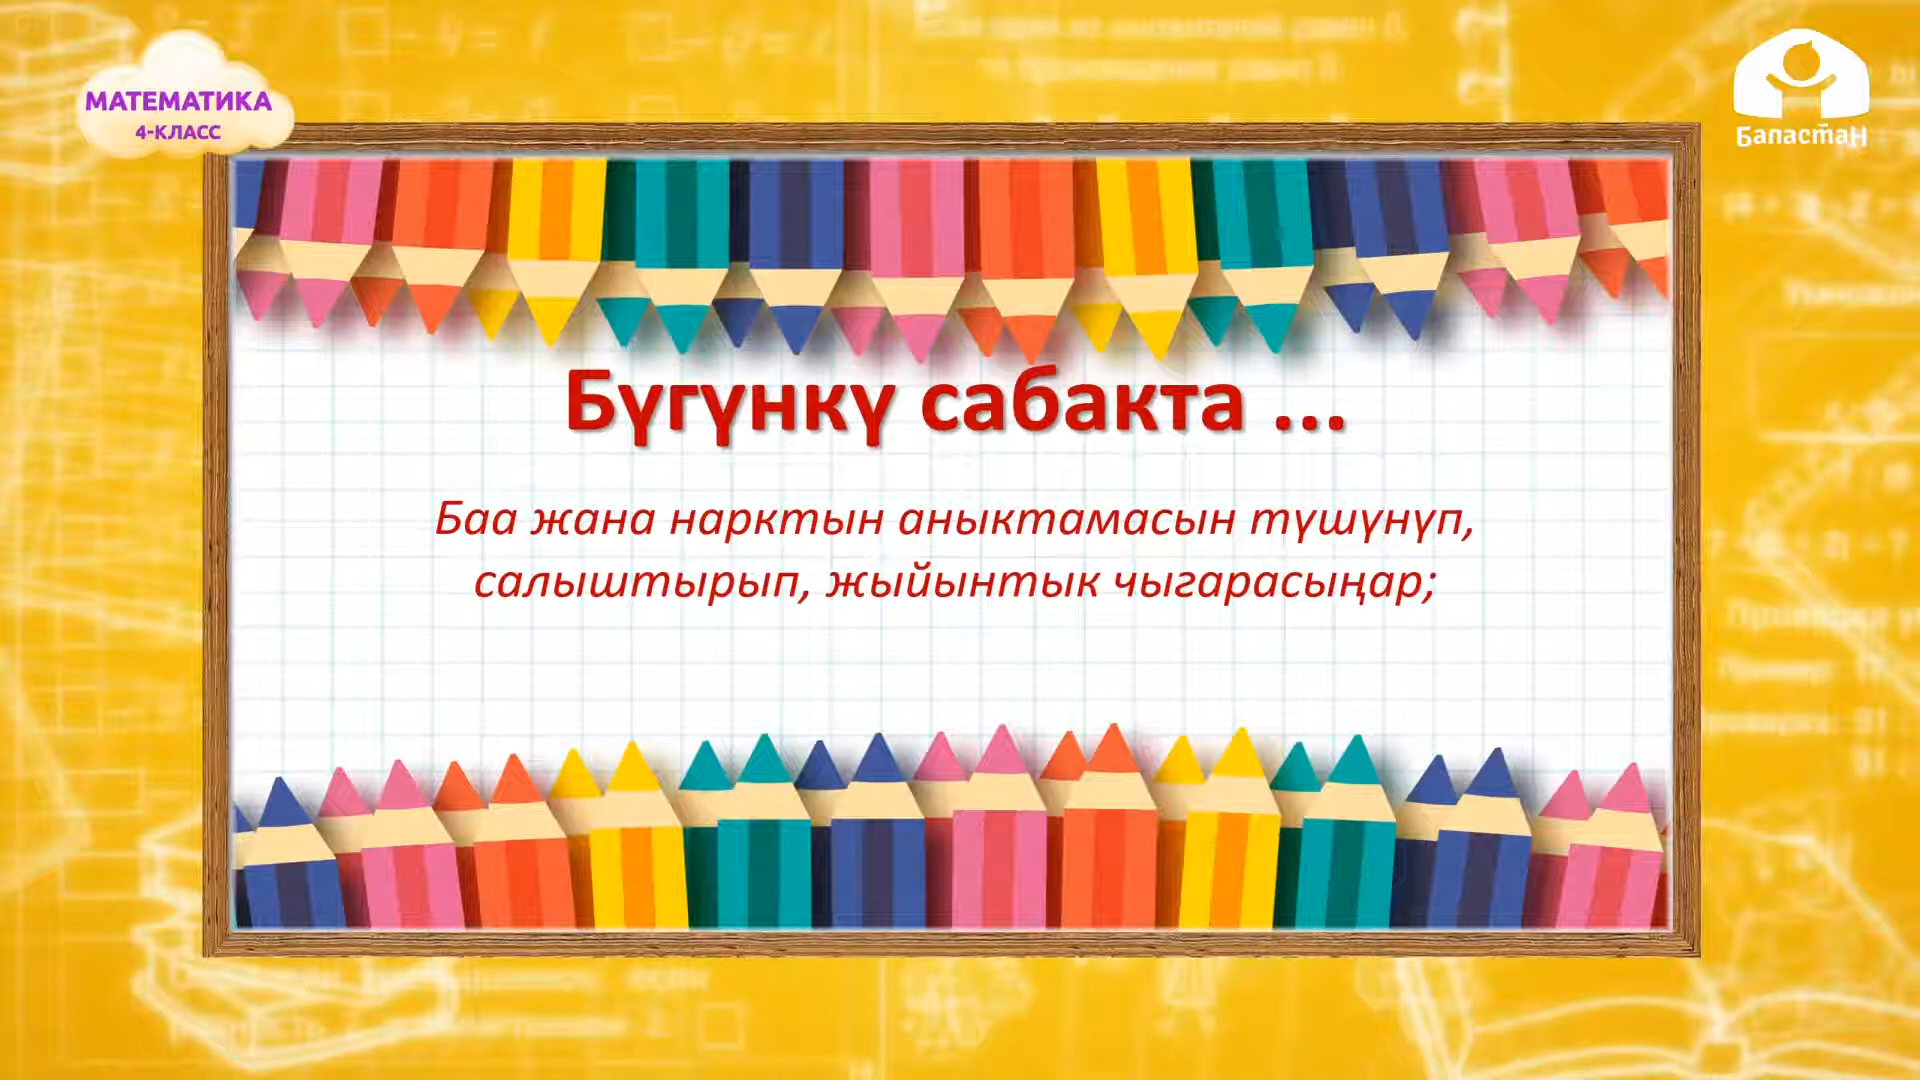 МАТЕМАТИКА
4-КЛАСС
Баластан
Бүгүнкү сабакта ...
Баа жана нарктын аныктамасын түшүнүп,
салыштырып, жыйынтык чыгарасыңар;